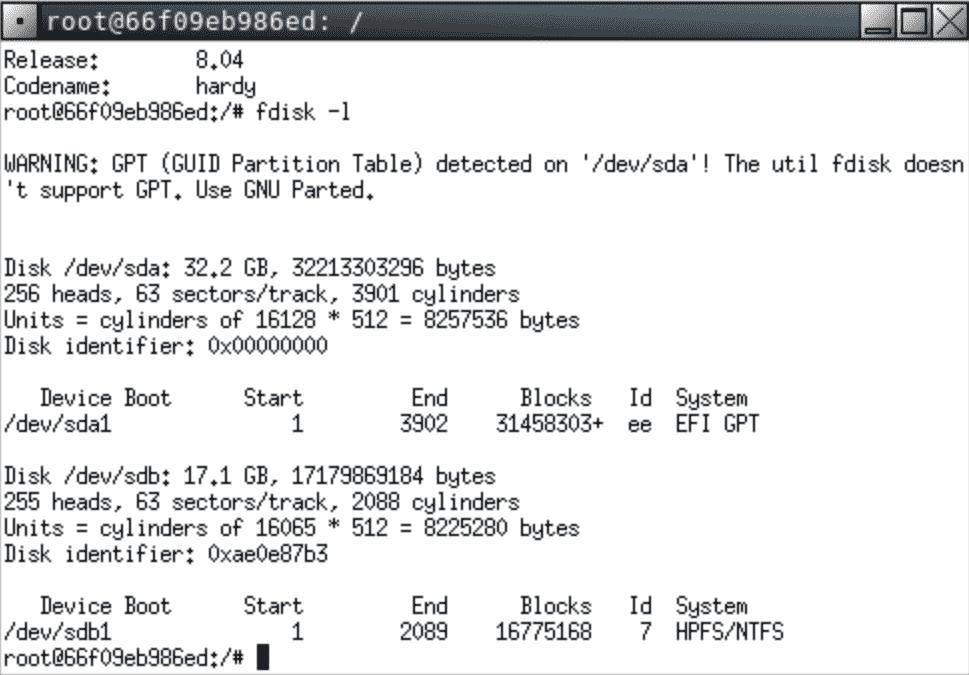 root@66f09eb986ed: /
Release:        8.04
Codename:       hardy
root@66f09eb986ed:/# fdisk -l

WARNING: GPT (GUID Partition Table) detected on '/dev/sda'! The util fdisk doesn
't support GPT. Use GNU Parted.


Disk /dev/sda: 32.2 GB, 32213303296 bytes
256 heads, 63 sectors/track, 3901 cylinders
Units = cylinders of 16128 * 512 = 8257536 bytes
Disk identifier: 0x00000000

   Device Boot      Start         End      Blocks   Id  System
/dev/sda1               1        3902    31458303+  ee  EFI GPT

Disk /dev/sdb: 17.1 GB, 17179869184 bytes
255 heads, 63 sectors/track, 2088 cylinders
Units = cylinders of 16065 * 512 = 8225280 bytes
Disk identifier: 0xae0e87b3

   Device Boot      Start         End      Blocks   Id  System
/dev/sdb1               1        2089    16775168    7  HPFS/NTFS
root@66f09eb986ed:/#